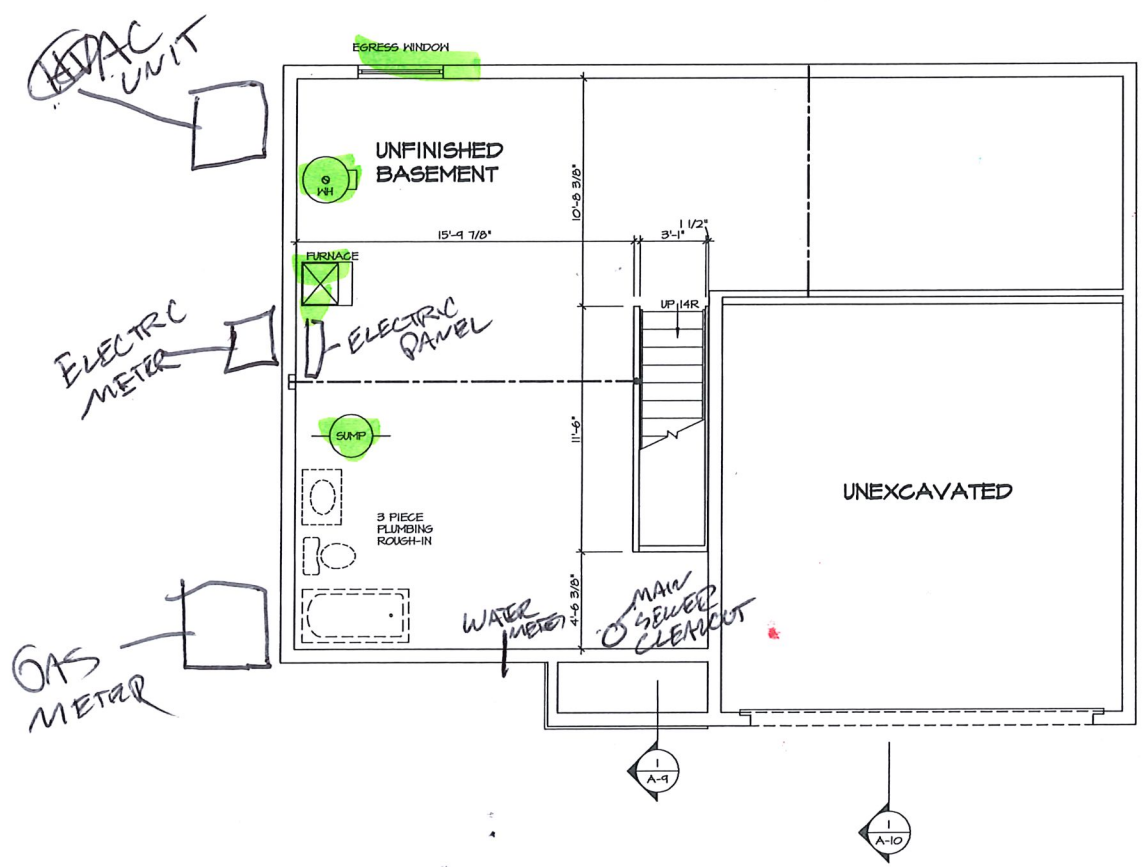 HVAC
UNIT
EGRESS WINDOW
UNFINISHED
BASEMENT
WH
10'-8 3/8"
1 1/2"
15'-9 7/8"
3'-1"
FURNACE
UP 14R
ELECTRIC
METER
ELECTRIC
PANEL
SUMP
11'-6"
UNEXCAVATED
3 PIECE
PLUMBING
ROUGH-IN
4'-6 3/8"
WATER
METER
MAIN
SEWER
CLEANOUT
GAS
METER
1
A-9
1
A-10